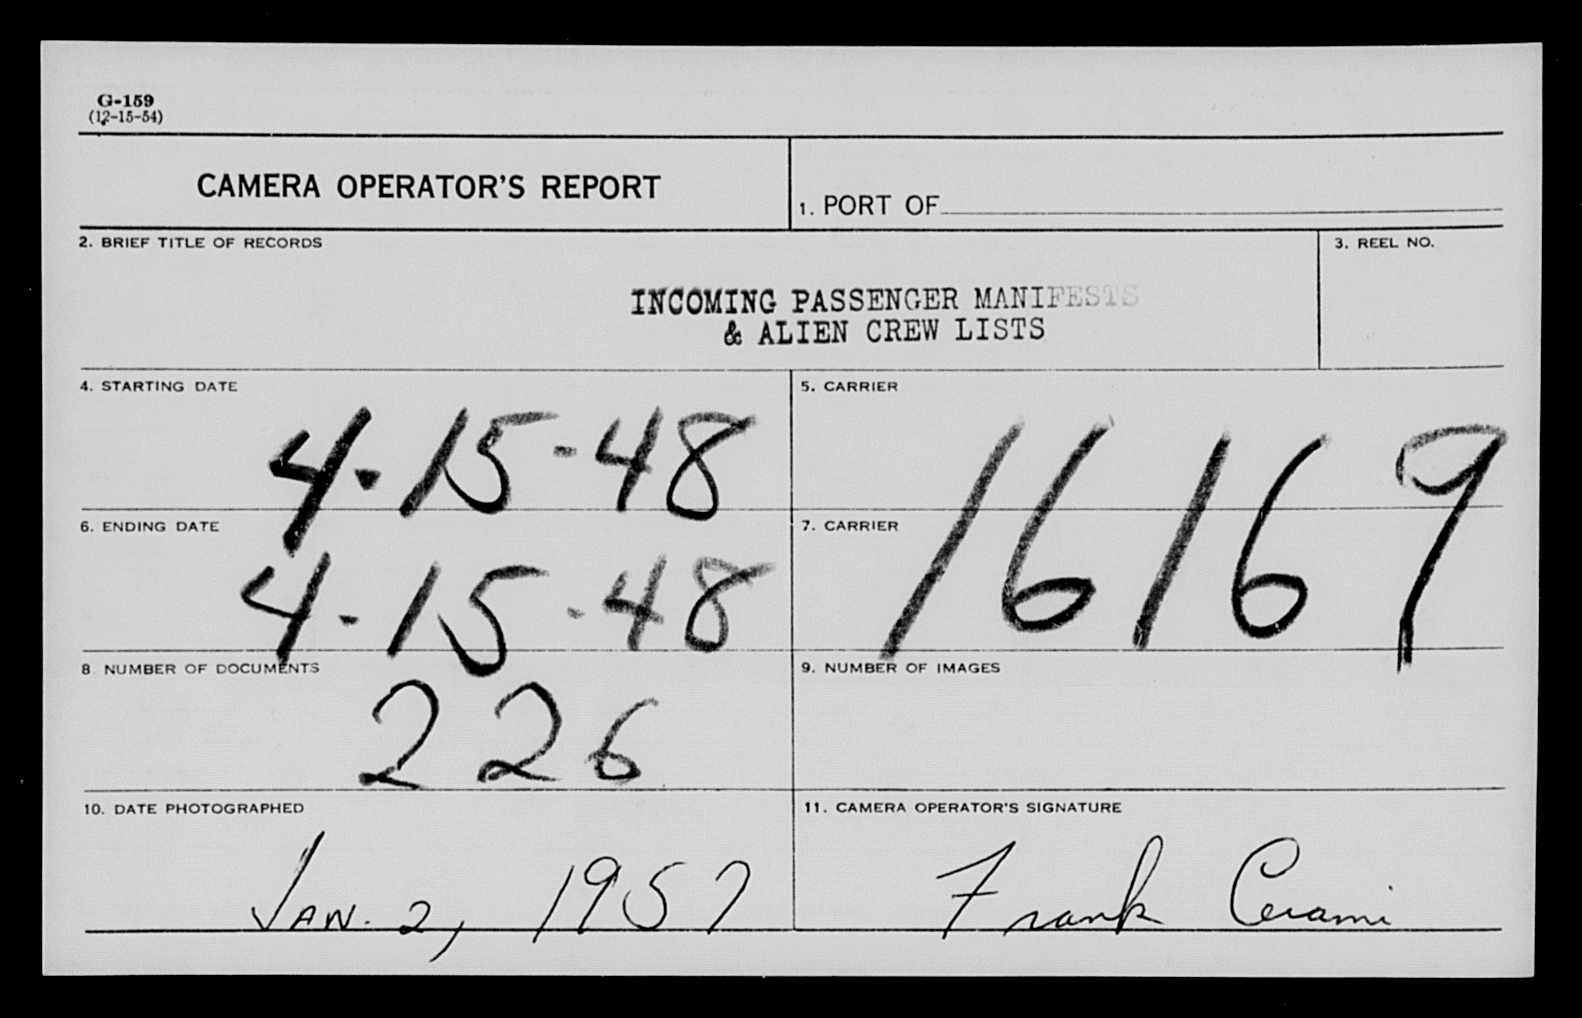 G-159
(12-15-54)
CAMERA OPERATOR'S REPORT
1. PORT OF
2. BRIEF TITLE OF RECORDS
3. REEL NO.
INCOMING PASSENGER MANIFESTS
& ALIEN CREW LISTS
4. STARTING DATE
4-15-48
5. CARRIER
16169
6. ENDING DATE
4-15-48
7. CARRIER
8 NUMBER OF DOCUMENTS
226
9. NUMBER OF IMAGES
10. DATE PHOTOGRAPHED
JAN. 2, 1957
11. CAMERA OPERATOR'S SIGNATURE
Frank Cerami